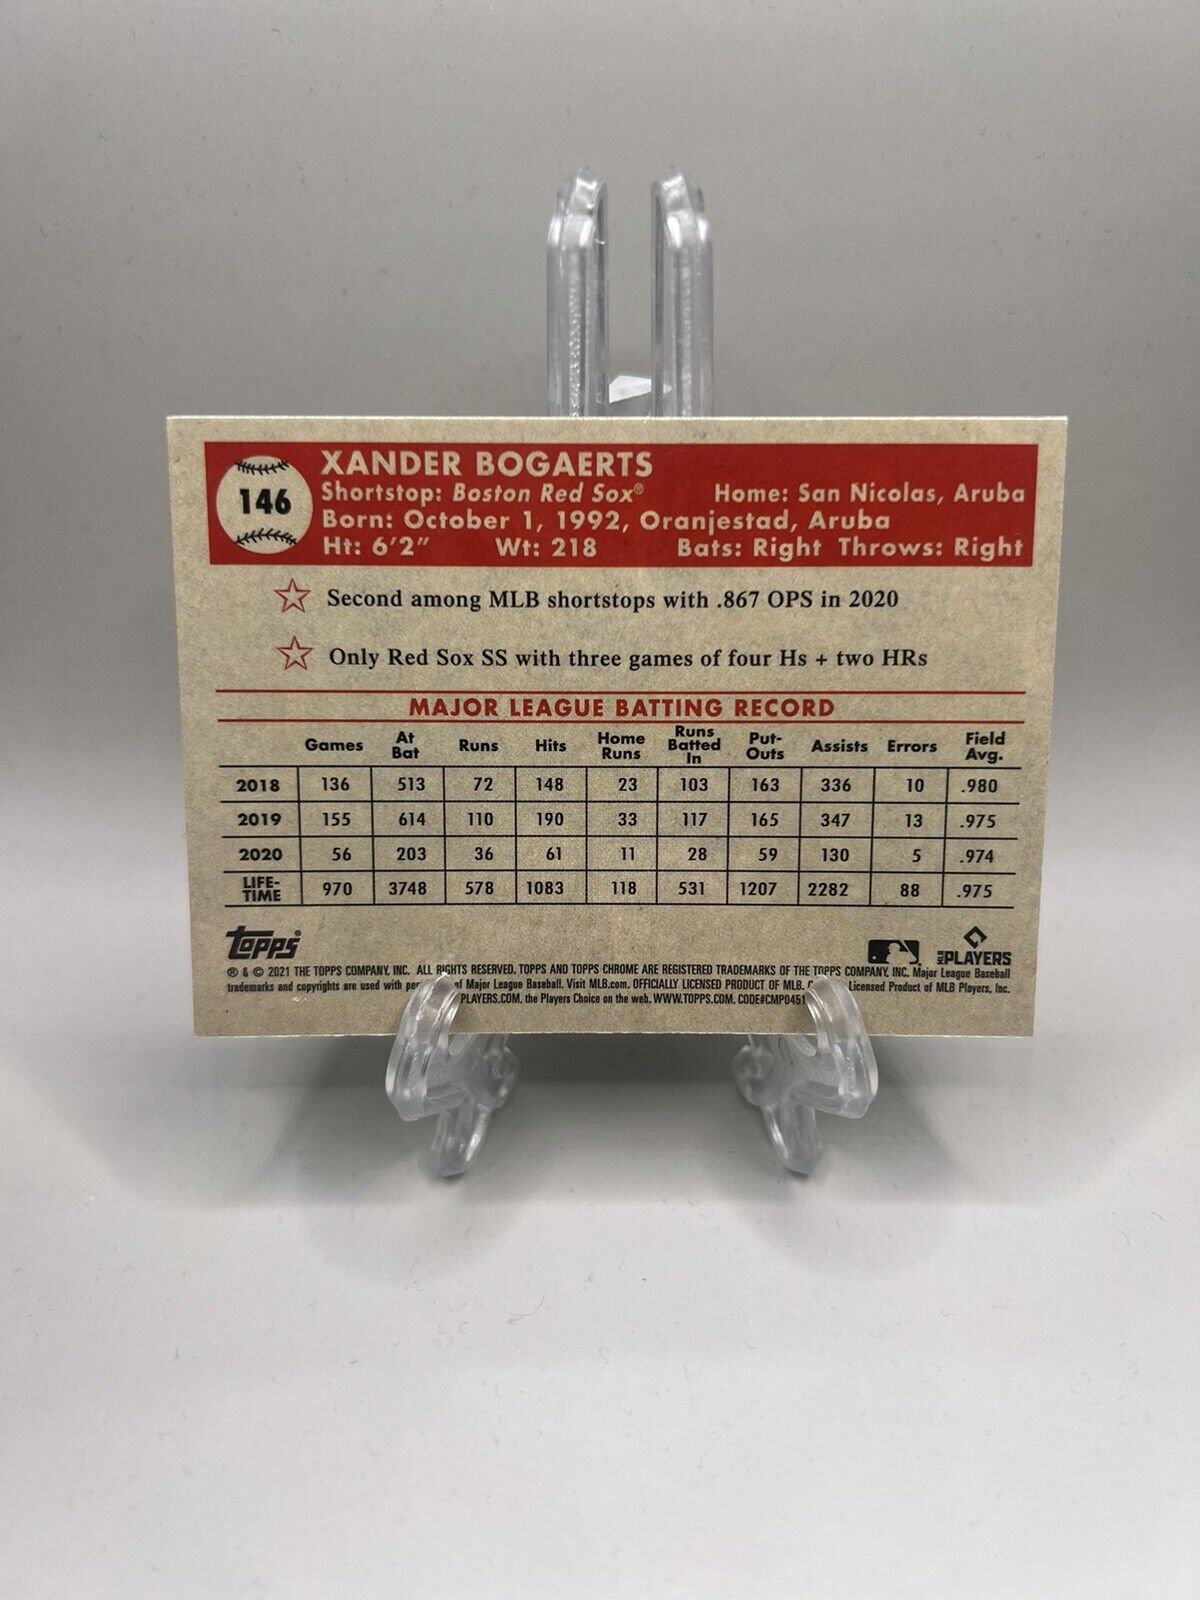 146
XANDER BOGAERTS
Shortstop: Boston Red Sox® Home: San Nicolas, Aruba
Born: October 1, 1992, Oranjestad, Aruba
Ht: 6'2" Wt: 218 Bats: Right Throws: Right
Second among MLB shortstops with .867 OPS in 2020
Only Red Sox SS with three games of four Hs + two HRs
MAJOR LEAGUE BATTING RECORD
Games At Bat Runs Hits Home Runs Runs Batted In Put-Outs Assists Errors Field Avg.
2018 136 513 72 148 23 103 163 336 10 .980
2019 155 614 110 190 33 117 165 347 13 .975
2020 56 203 36 61 11 28 59 130 5 .974
LIFE-TIME 970 3748 578 1083 118 531 1207 2282 88 .975
Topps® PLAYERS
® & © 2021 THE TOPPS COMPANY, INC. ALL RIGHTS RESERVED. TOPPS AND TOPPS CHROME ARE REGISTERED TRADEMARKS OF THE TOPPS COMPANY, INC. Major League Baseball
trademarks and copyrights are used with of Major League Baseball. Visit MLB.com. OFFICIALLY LICENSED PRODUCT OF MLB. Licensed Product of MLB Players, Inc.
PLAYERS.COM, the Players Choice on the web. WWW.TOPPS.COM. CODE#CMP0451